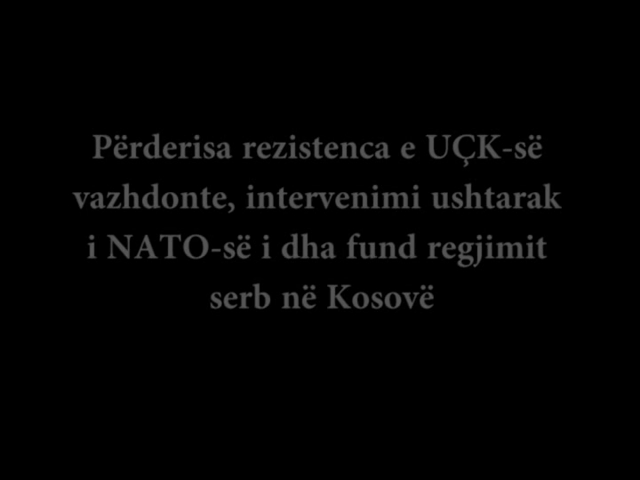 Përderisa rezistenca e UÇK-së
vazhdonte, intervenimi ushtarak
i NATO-së i dha fund regjimit
serb në Kosovë